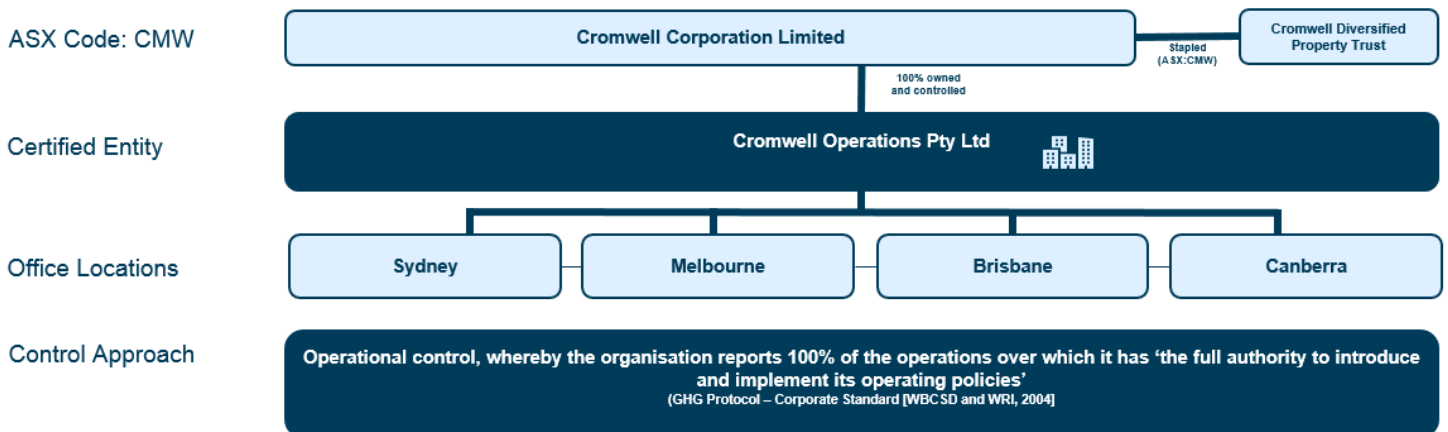 ASX Code: CMW
Cromwell Corporation Limited
Stapled
(ASX:CMW)
Cromwell Diversified
Property Trust
100% owned
and controlled
Certified Entity
Cromwell Operations Pty Ltd
Office Locations
Sydney
Melbourne
Brisbane
Canberra
Control Approach
Operational control, whereby the organisation reports 100% of the operations over which it has ‘the full authority to introduce
and implement its operating policies’
(GHG Protocol – Corporate Standard [WBCSD and WRI, 2004]